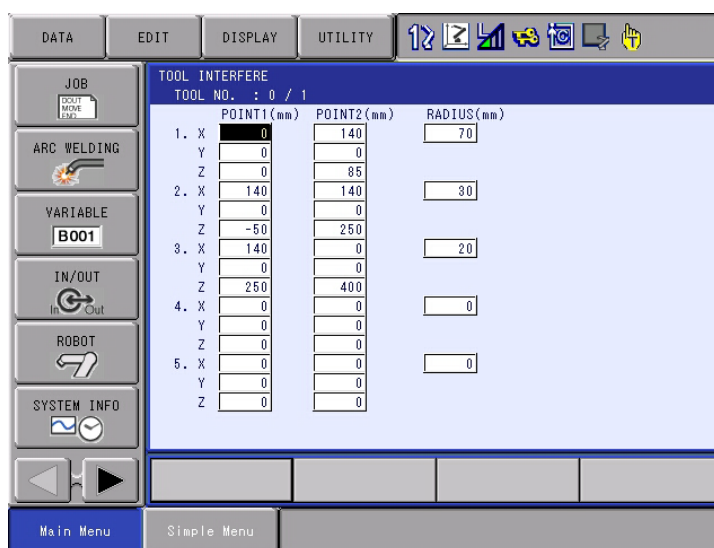 DATA EDIT DISPLAY UTILITY
JOB
DOUT
MOVE
END
ARC WELDING
VARIABLE
B001
IN/OUT
In Out
ROBOT
SYSTEM INFO
TOOL INTERFERE
TOOL NO. : 0 / 1
POINT1(mm) POINT2(mm) RADIUS(mm)
1. X 0 140 70
Y 0 0
Z 0 85
2. X 140 140 30
Y 0 0
Z -50 250
3. X 140 0 20
Y 0 0
Z 250 400
4. X 0 0 0
Y 0 0
Z 0 0
5. X 0 0 0
Y 0 0
Z 0 0
Main Menu Simple Menu